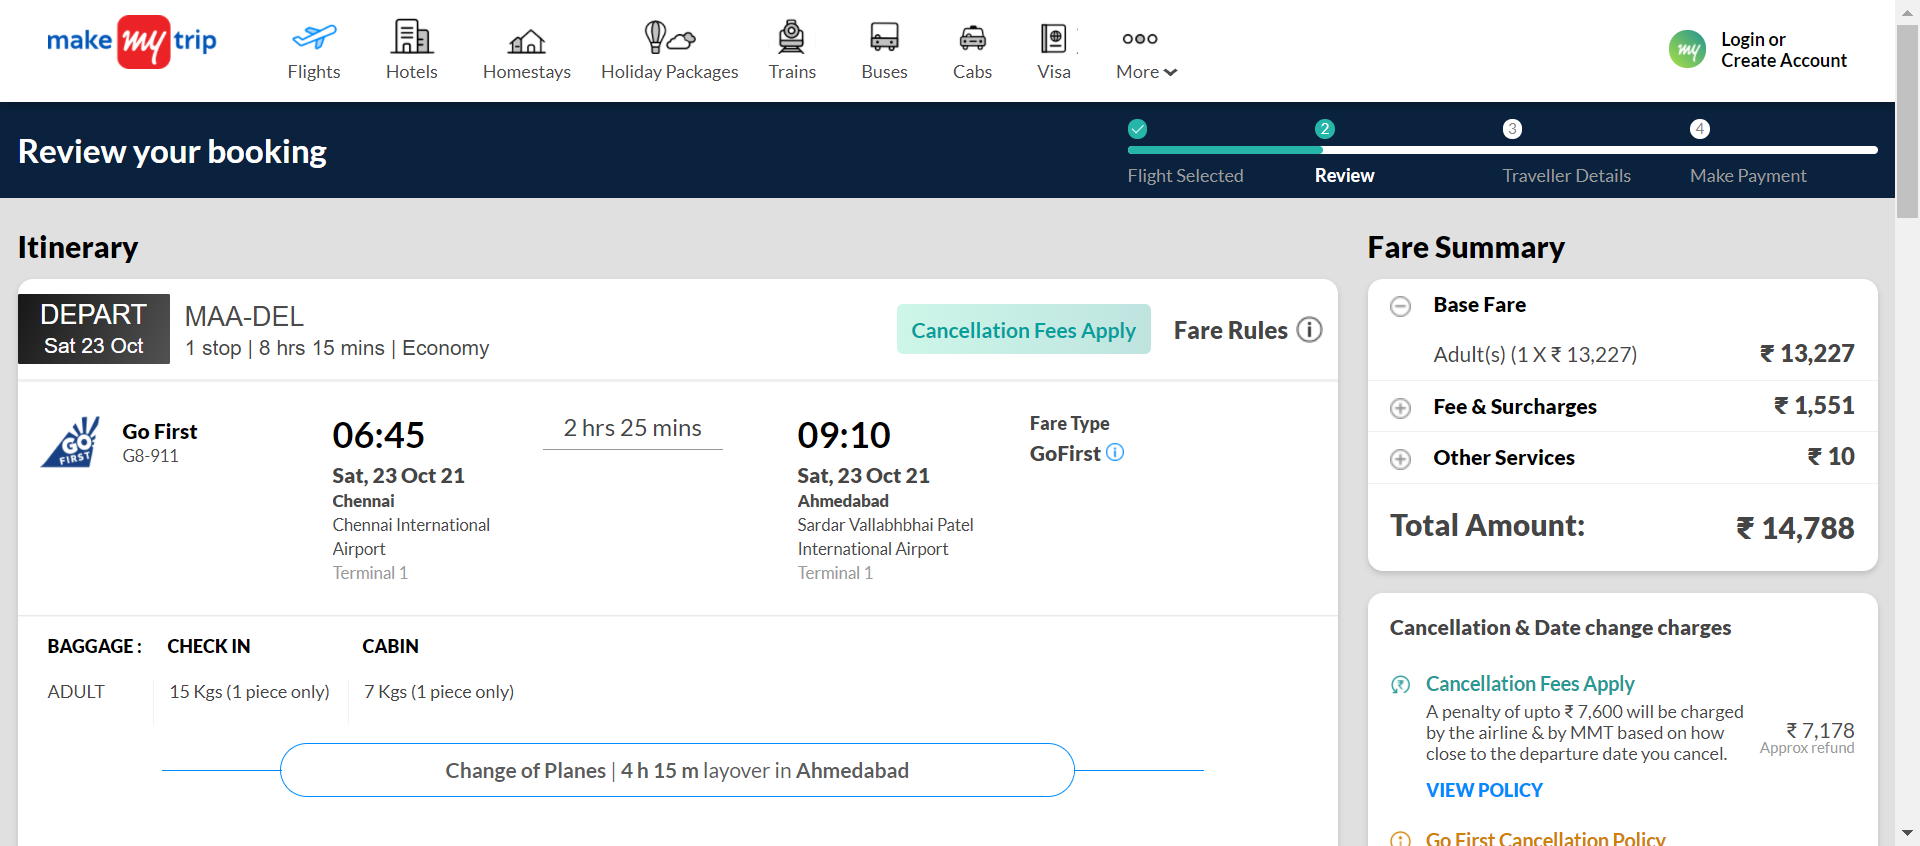 make my trip
Flights
Hotels
Homestays
Holiday Packages
Trains
Buses
Cabs
Visa
More
my
Login or
Create Account
Review your booking
2
3
4
Flight Selected
Review
Traveller Details
Make Payment
Itinerary
DEPART
Sat 23 Oct
MAA-DEL
1 stop | 8 hrs 15 mins | Economy
Cancellation Fees Apply
Fare Rules
GO
FIRST
Go First
G8-911
06:45
Sat, 23 Oct 21
Chennai
Chennai International
Airport
Terminal 1
2 hrs 25 mins
09:10
Sat, 23 Oct 21
Ahmedabad
Sardar Vallabhbhai Patel
International Airport
Terminal 1
Fare Type
GoFirst
BAGGAGE : CHECK IN CABIN
ADULT 15 Kgs (1 piece only) 7 Kgs (1 piece only)
Change of Planes | 4 h 15 m layover in Ahmedabad
Fare Summary
Base Fare
Adult(s) (1 X ₹ 13,227) ₹ 13,227
Fee & Surcharges ₹ 1,551
Other Services ₹ 10
Total Amount: ₹ 14,788
Cancellation & Date change charges
Cancellation Fees Apply
A penalty of upto ₹ 7,600 will be charged
by the airline & by MMT based on how
close to the departure date you cancel.
₹ 7,178
Approx refund
VIEW POLICY
Go First Cancellation Policy